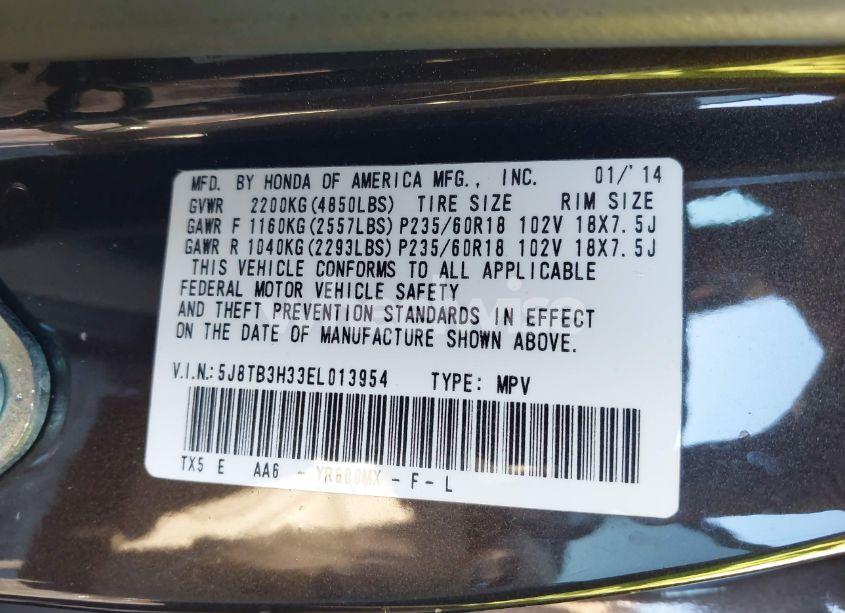 MFD. BY HONDA OF AMERICA MFG., INC. 01/'14
GVWR 2200KG(4850LBS) TIRE SIZE RIM SIZE
GAWR F 1160KG(2557LBS) P235/60R18 102V 18X7.5J
GAWR R 1040KG(2293LBS) P235/60R18 102V 18X7.5J
THIS VEHICLE CONFORMS TO ALL APPLICABLE
FEDERAL MOTOR VEHICLE SAFETY
AND THEFT PREVENTION STANDARDS IN EFFECT
ON THE DATE OF MANUFACTURE SHOWN ABOVE.
V.I.N.: 5J8TB3H33EL013954 TYPE: MPV
TX5 E AA6 - YR600MX - F - L